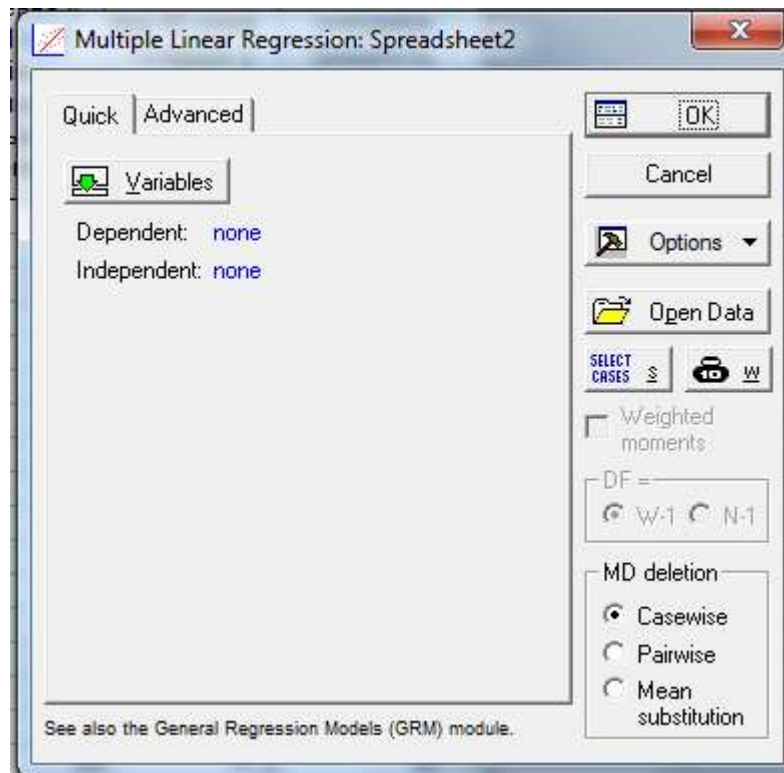 Multiple Linear Regression: Spreadsheet2
Quick Advanced
Variables
Dependent: none
Independent: none
See also the General Regression Models (GRM) module.
OK
Cancel
Options
Open Data
SELECT CASES S W
Weighted
moments
DF =
W-1 N-1
MD deletion
Casewise
Pairwise
Mean
substitution